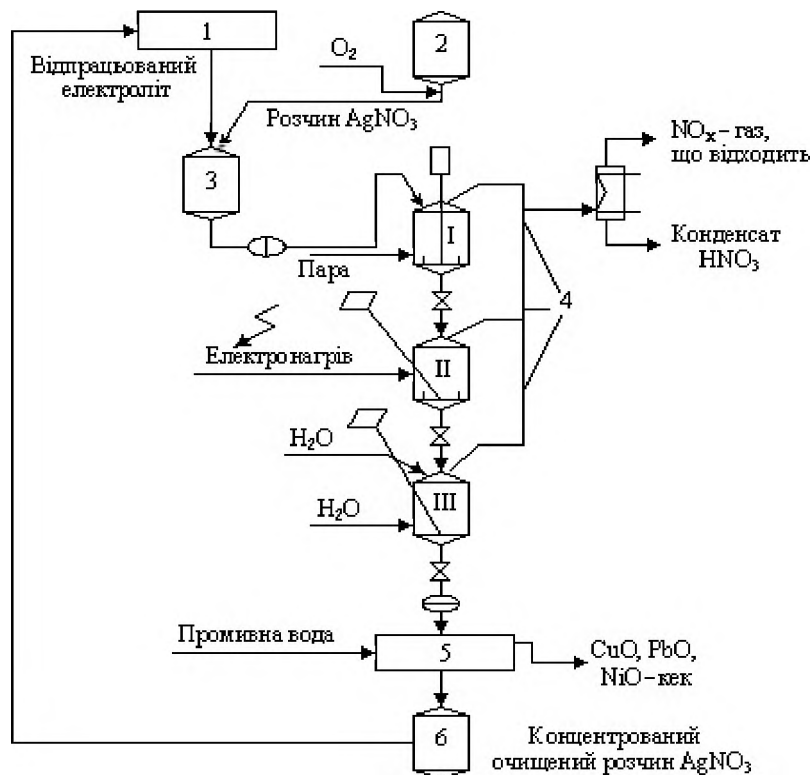 1
2
O₂
Відпрацьований
електроліт
Розчин AgNO₃
3
NOₓ – газ,
що відходить
I
Конденсат
HNO₃
Пара
4
Електронагрів
II
H₂O
III
H₂O
Промивна вода
5
CuO, PbO,
NiO – кек
6
Концентрований
очищений розчин AgNO₃